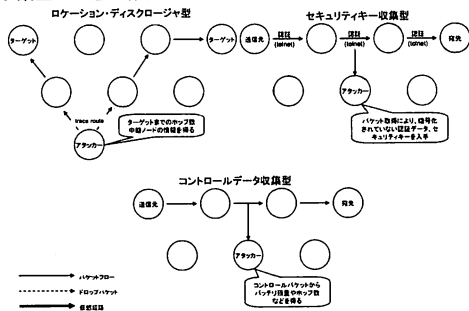 ロケーション・ディスクロージャ型
セキュリティキー収集型
ターゲット
ターゲット
送信先
認証
(telnet)
認証
(telnet)
認証
(telnet)
宛先
trace route
アタッカー
ターゲットまでのホップ数
中継ノードの情報を得る
アタッカー
パケット取得により、暗号化
されていない認証データ、セ
キュリティキーを入手
コントロールデータ収集型
送信先
宛先
アタッカー
コントロールパケットから
バッテリ残量やホップ数
などを得る
パケットフロー
ドロップパケット
仮想経路